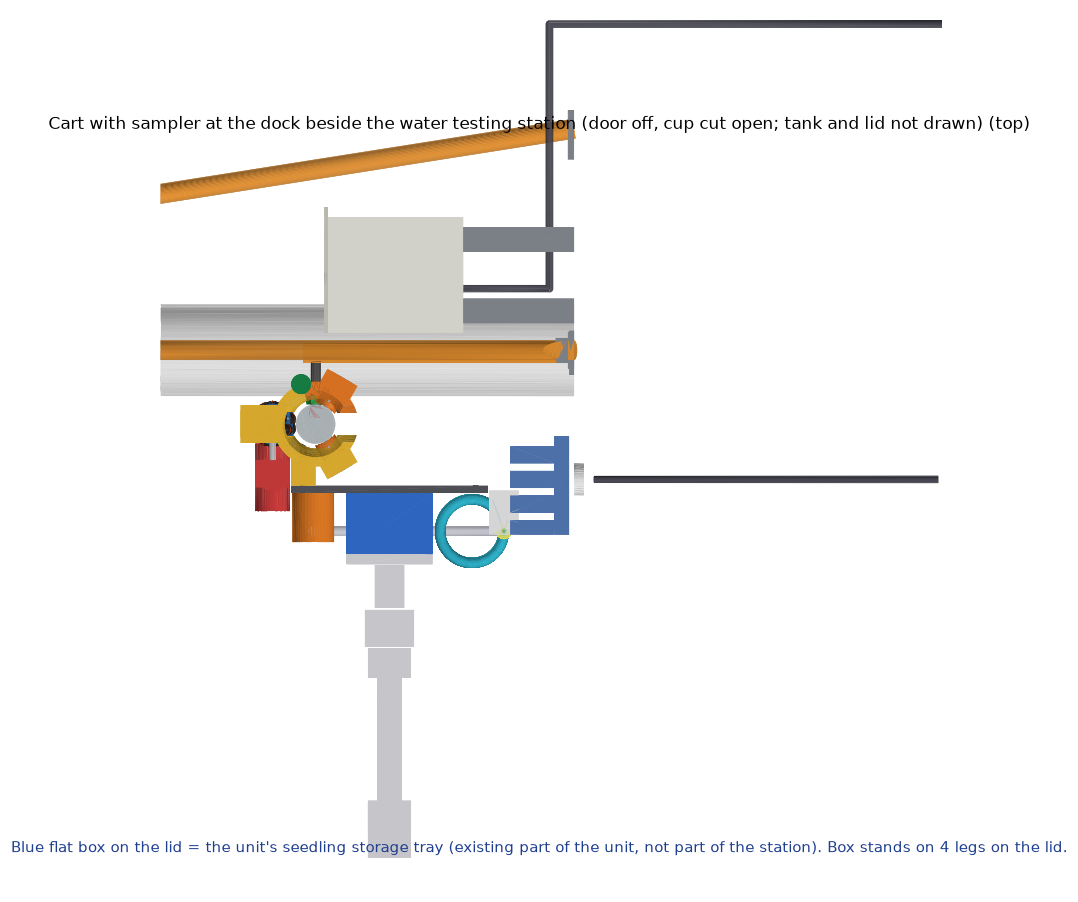 Cart with sampler at the dock beside the water testing station (door off, cup cut open; tank and lid not drawn) (top)
Blue flat box on the lid = the unit's seedling storage tray (existing part of the unit, not part of the station). Box stands on 4 legs on the lid.